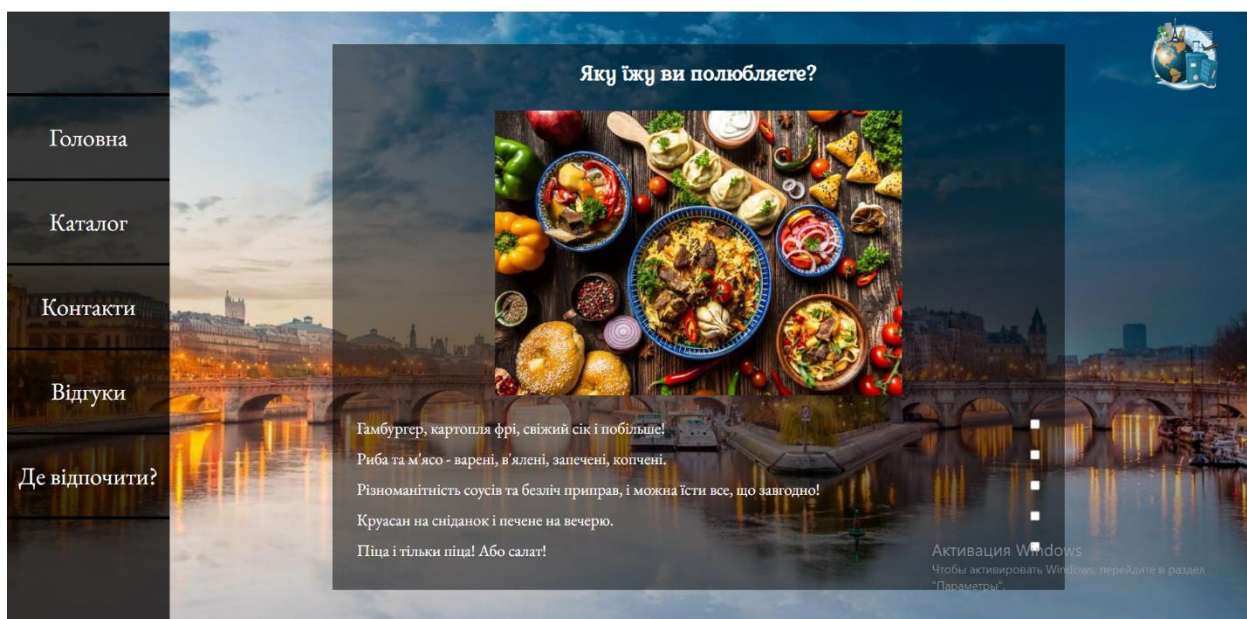 Головна
Каталог
Контакти
Відгуки
Де відпочити?
Яку їжу ви полюбляєте?
Гамбургер, картопля фрі, свіжий сік і побільше!
Риба та м'ясо - варені, в'ялені, запечені, копчені.
Різноманітність соусів та безліч приправ, і можна їсти все, що завгодно!
Круасан на сніданок і печене на вечерю.
Піца і тільки піца! Або салат!
Активация Windows
Чтобы активировать Windows, перейдите в раздел
"Параметры".